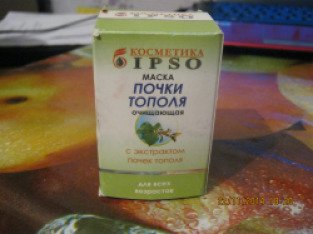 КОСМЕТИКА
IPSO
МАСКА
ПОЧКИ
ТОПОЛЯ
очищающая
с экстрактом
почек тополя
для всех
возрастов